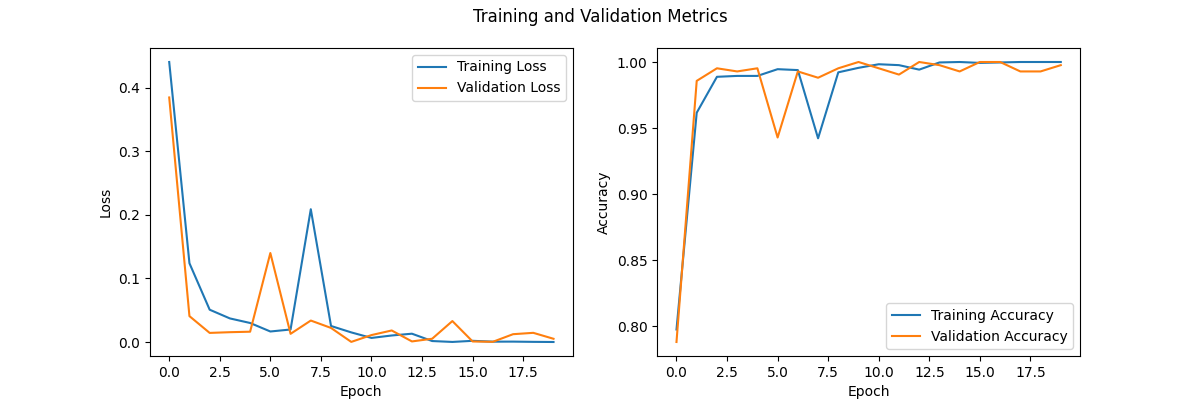 Training and Validation Metrics
Training Loss
Validation Loss
0.4
0.3
0.2
0.1
0.0
Loss
0.0 2.5 5.0 7.5 10.0 12.5 15.0 17.5
Epoch
1.00
0.95
0.90
0.85
0.80
Accuracy
Training Accuracy
Validation Accuracy
0.0 2.5 5.0 7.5 10.0 12.5 15.0 17.5
Epoch